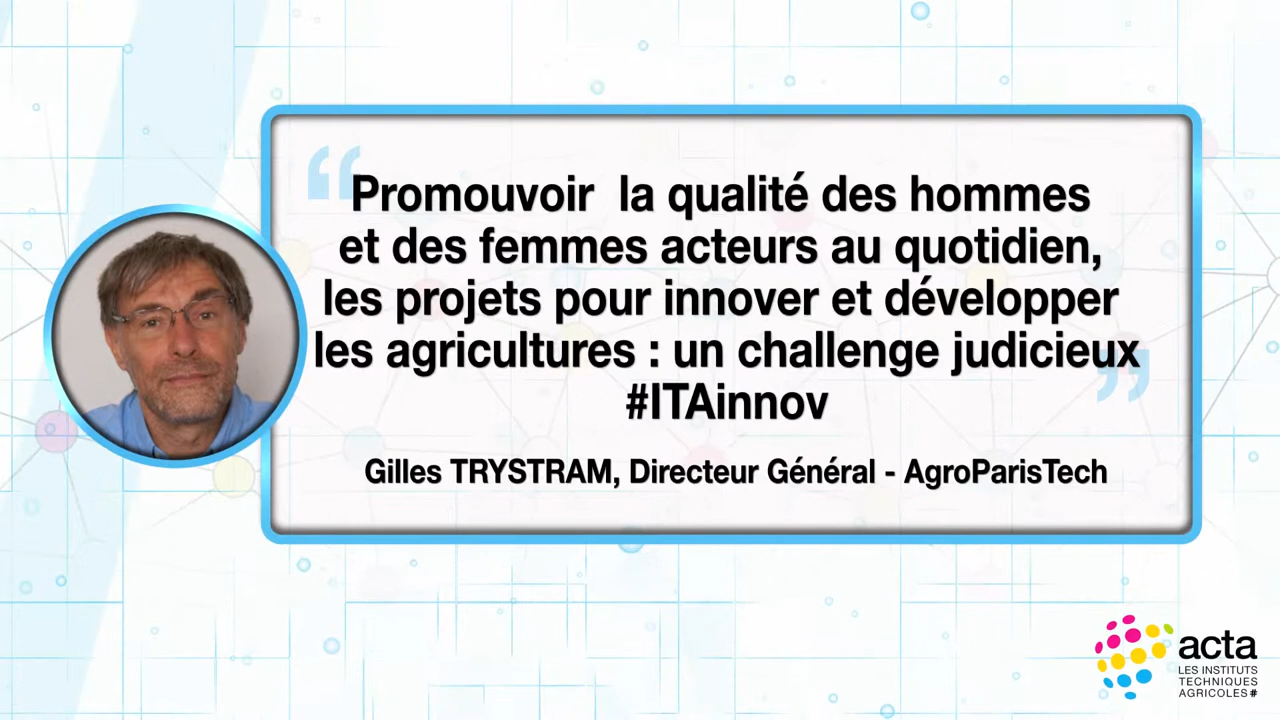 “
Promouvoir  la qualité des hommes
et des femmes acteurs au quotidien,
les projets pour innover et développer
les agricultures : un challenge judicieux
”
#ITAinnov
Gilles TRYSTRAM, Directeur Général - AgroParisTech
acta
LES INSTITUTS
TECHNIQUES
AGRICOLES#